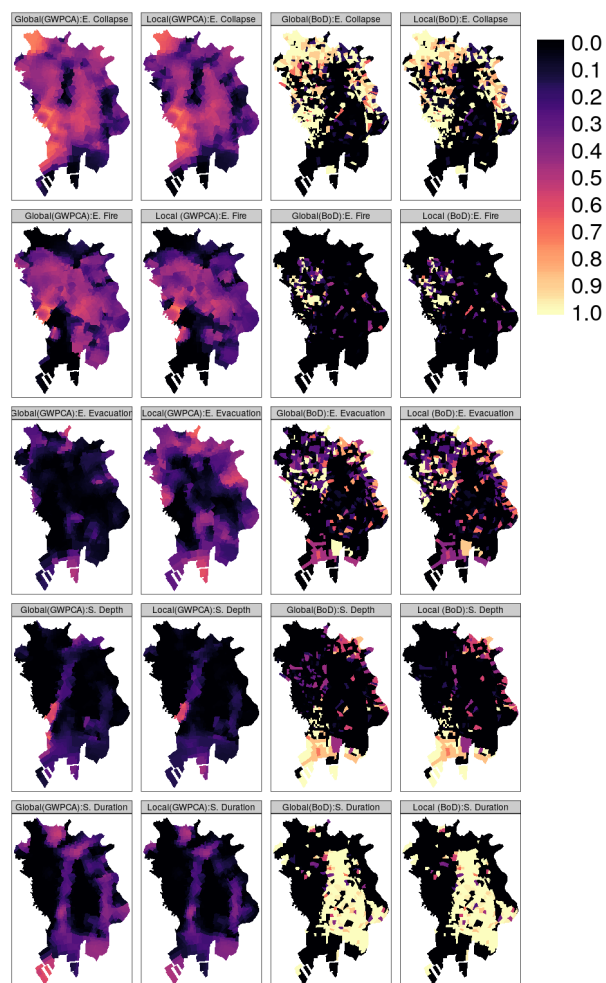 Global(GWPCA):E. Collapse
Local(GWPCA):E. Collapse
Global(BoD):E. Collapse
Local(BoD):E. Collapse
0.0
0.1
0.2
0.3
0.4
0.5
0.6
0.7
0.8
0.9
1.0
Global(GWPCA):E. Fire
Local (GWPCA):E. Fire
Global(BoD):E. Fire
Local (BoD):E. Fire
Global(GWPCA):E. Evacuation
Local(GWPCA):E. Evacuation
Global(BoD):E. Evacuation
Local (BoD):E. Evacuation
Global(GWPCA):S. Depth
Local(GWPCA):S. Depth
Global(BoD):S. Depth
Local (BoD):S. Depth
Global(GWPCA):S. Duration
Local(GWPCA):S. Duration
Global(BoD):S. Duration
Local (BoD):S. Duration